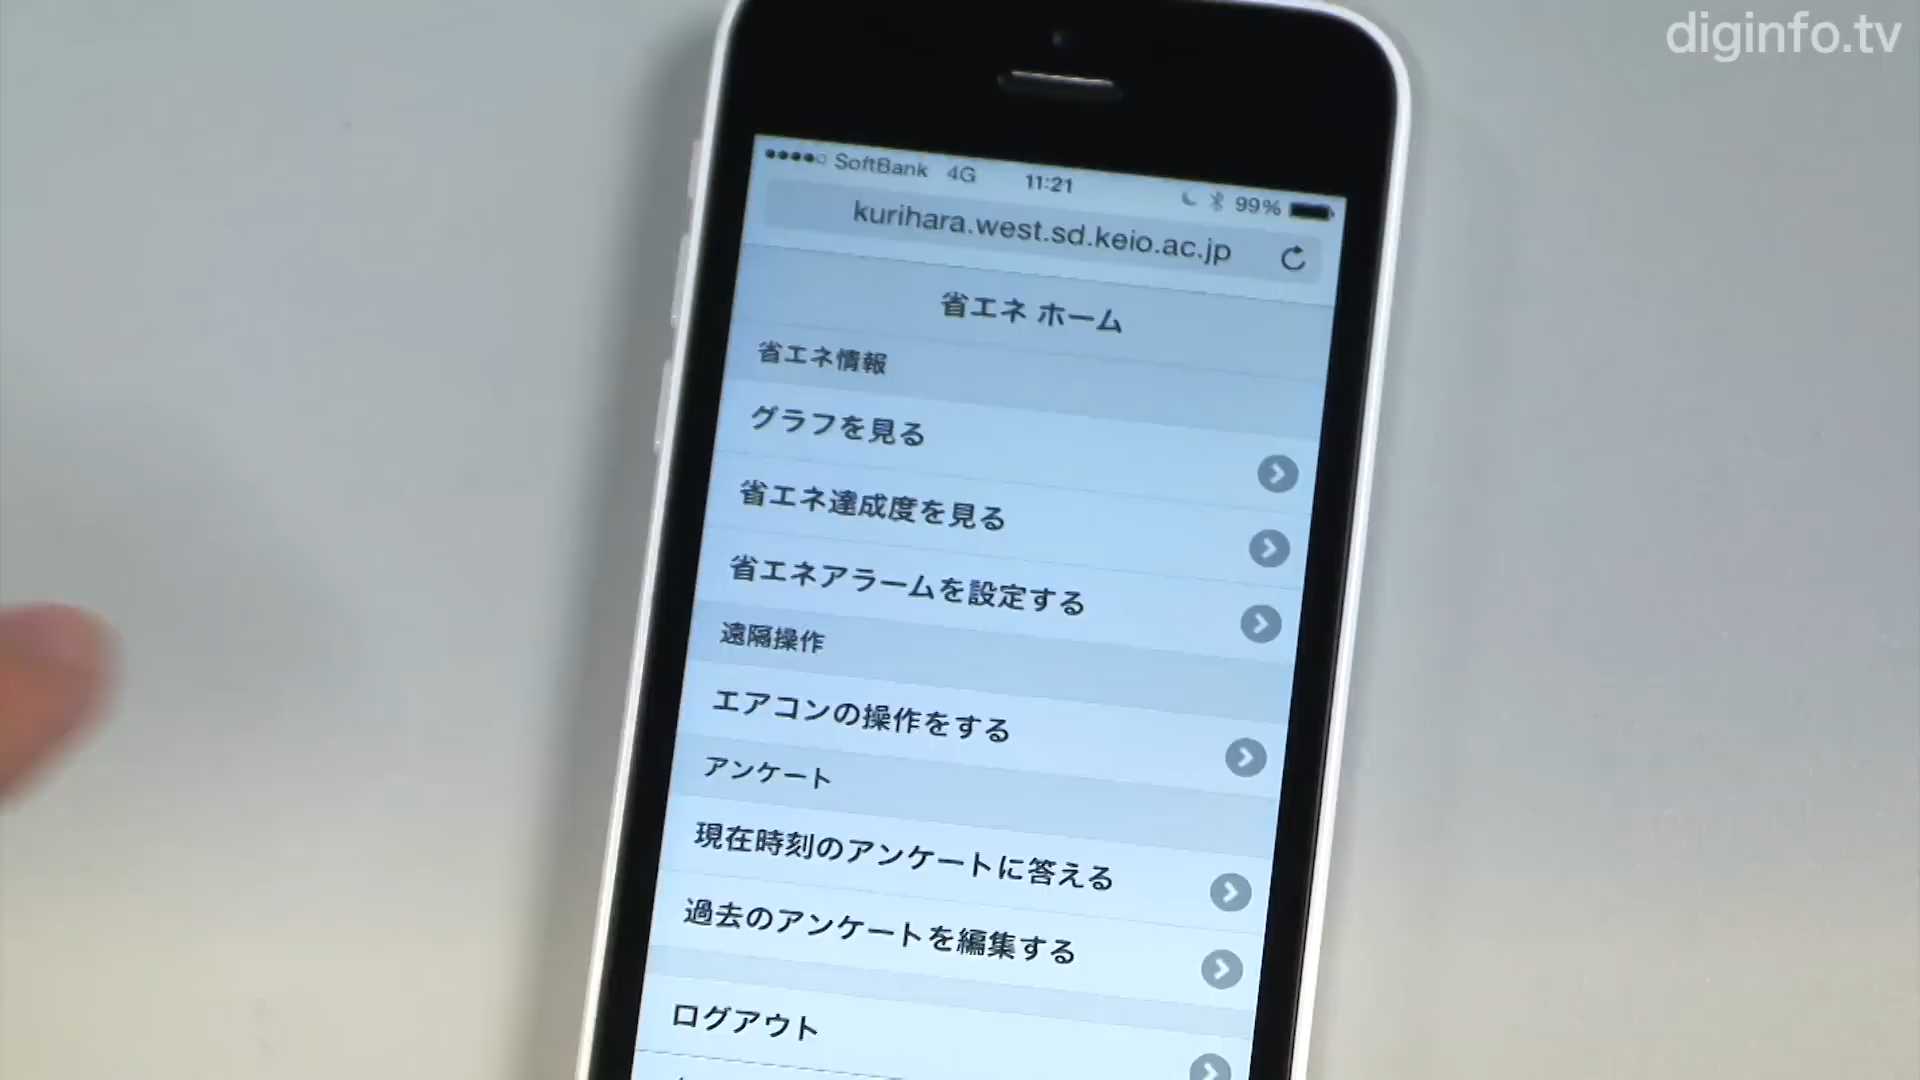 diginfo.tv
SoftBank 4G 11:21 99%
kurihara.west.sd.keio.ac.jp
省エネ ホーム
省エネ情報
グラフを見る
省エネ達成度を見る
省エネアラームを設定する
遠隔操作
エアコンの操作をする
アンケート
現在時刻のアンケートに答える
過去のアンケートを編集する
ログアウト